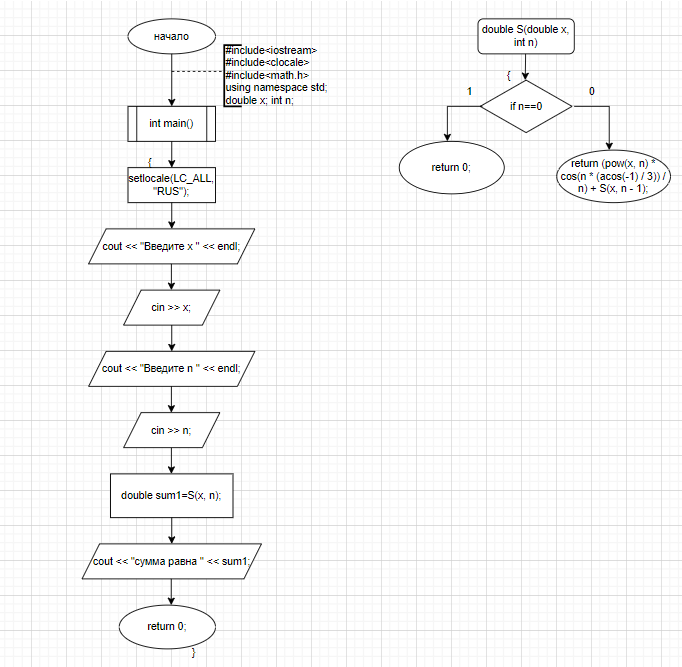 начало
#include<iostream>
#include<clocale>
#include<math.h>
using namespace std;
double x; int n;
int main()
{
setlocale(LC_ALL,
"RUS");
cout << "Введите x " << endl;
cin >> x;
cout << "Введите n " << endl;
cin >> n;
double sum1=S(x, n);
cout << "сумма равна " << sum1;
return 0;
}
double S(double x,
int n)
{
1
if n==0
0
return 0;
return (pow(x, n) *
cos(n * (acos(-1) / 3)) /
n) + S(x, n - 1);